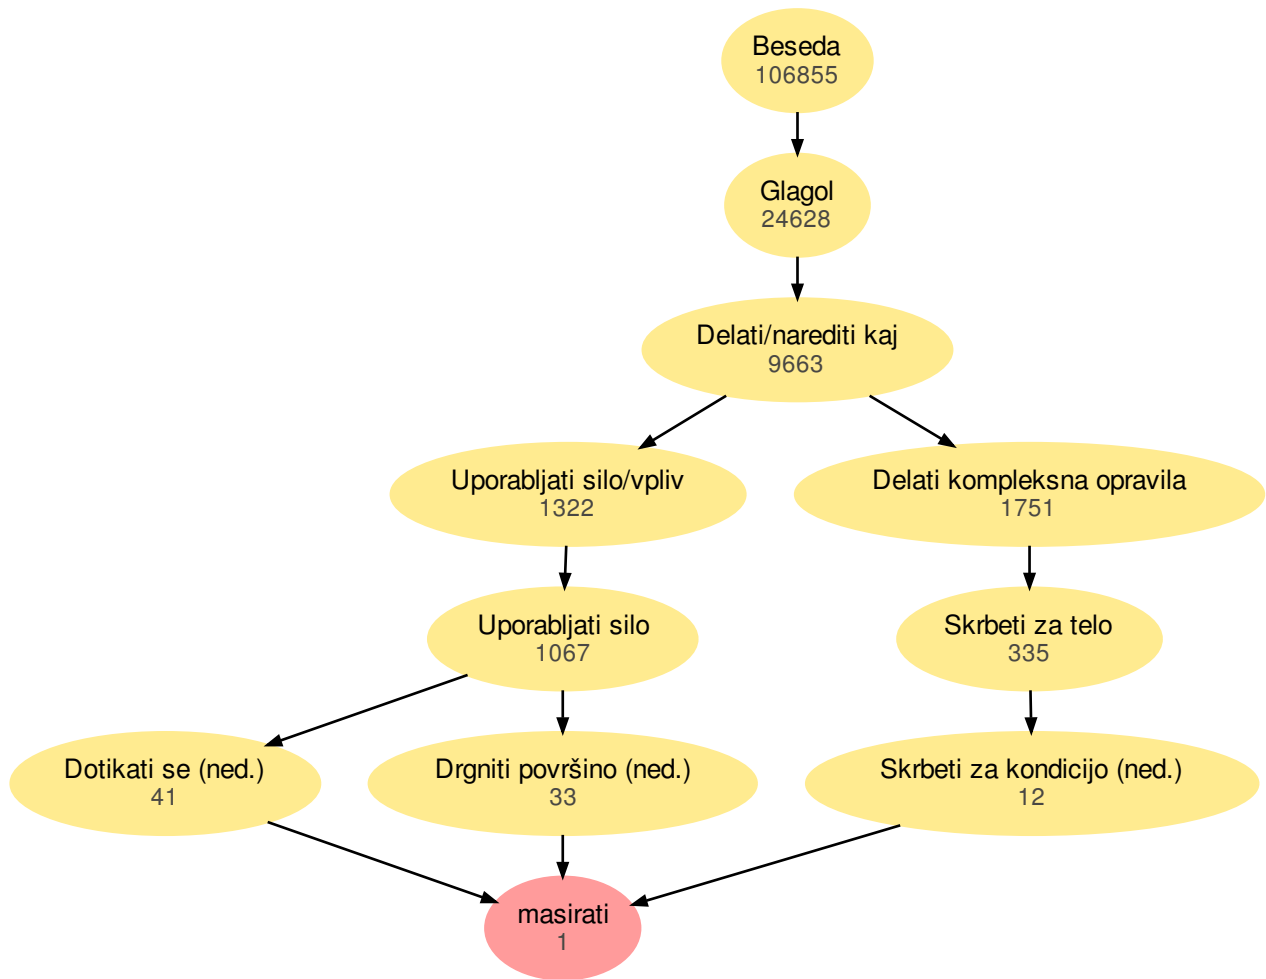 Beseda
106855
Glagol
24628
Delati/narediti kaj
9663
Uporabljati silo/vpliv
1322
Delati kompleksna opravila
1751
Uporabljati silo
1067
Skrbeti za telo
335
Dotikati se (ned.)
41
Drgniti površino (ned.)
33
Skrbeti za kondicijo (ned.)
12
masirati
1